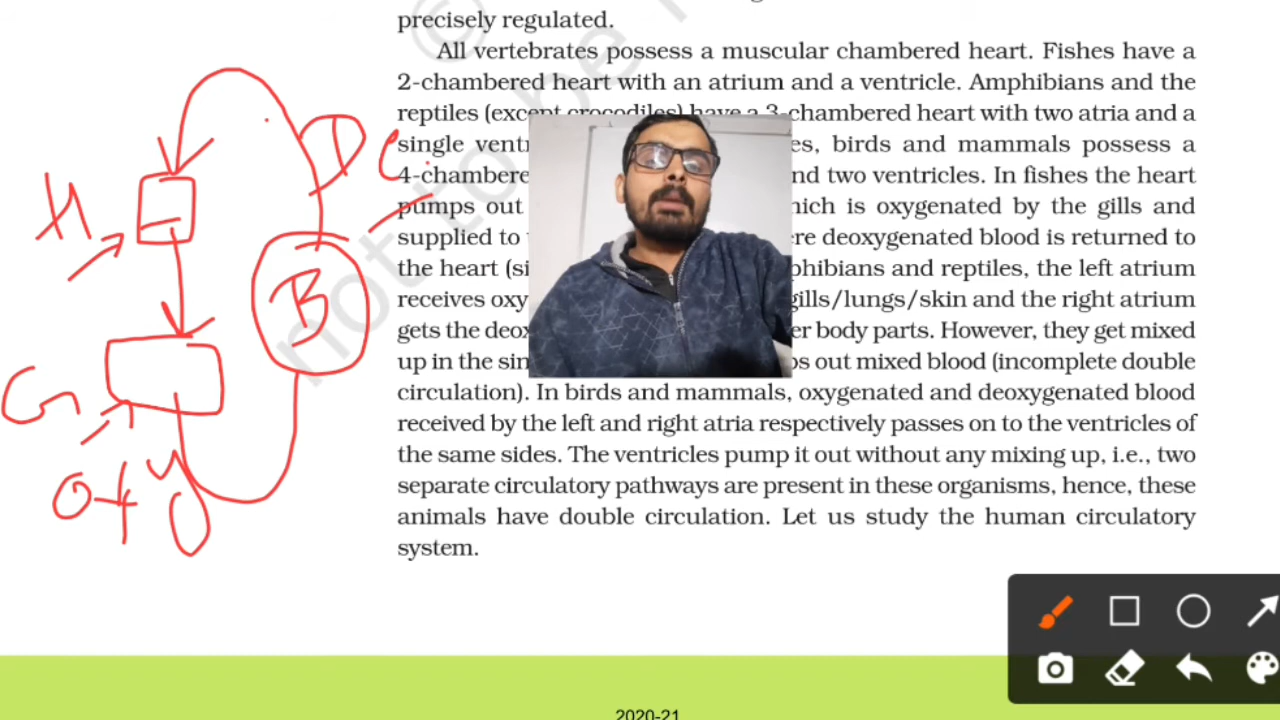 precisely regulated.
All vertebrates possess a muscular chambered heart. Fishes have a
2-chambered heart with an atrium and a ventricle. Amphibians and the
reptiles (except crocodiles) have a 3-chambered heart with two atria and a
single vent es, birds and mammals possess a
4-chambere nd two ventricles. In fishes the heart
pumps out hich is oxygenated by the gills and
supplied to re deoxygenated blood is returned to
the heart (si phibians and reptiles, the left atrium
receives oxy gills/lungs/skin and the right atrium
gets the deox er body parts. However, they get mixed
up in the sin ps out mixed blood (incomplete double
circulation). In birds and mammals, oxygenated and deoxygenated blood
received by the left and right atria respectively passes on to the ventricles of
the same sides. The ventricles pump it out without any mixing up, i.e., two
separate circulatory pathways are present in these organisms, hence, these
animals have double circulation. Let us study the human circulatory
system.
H
B
G
Oxy
not to be
©
2020-21